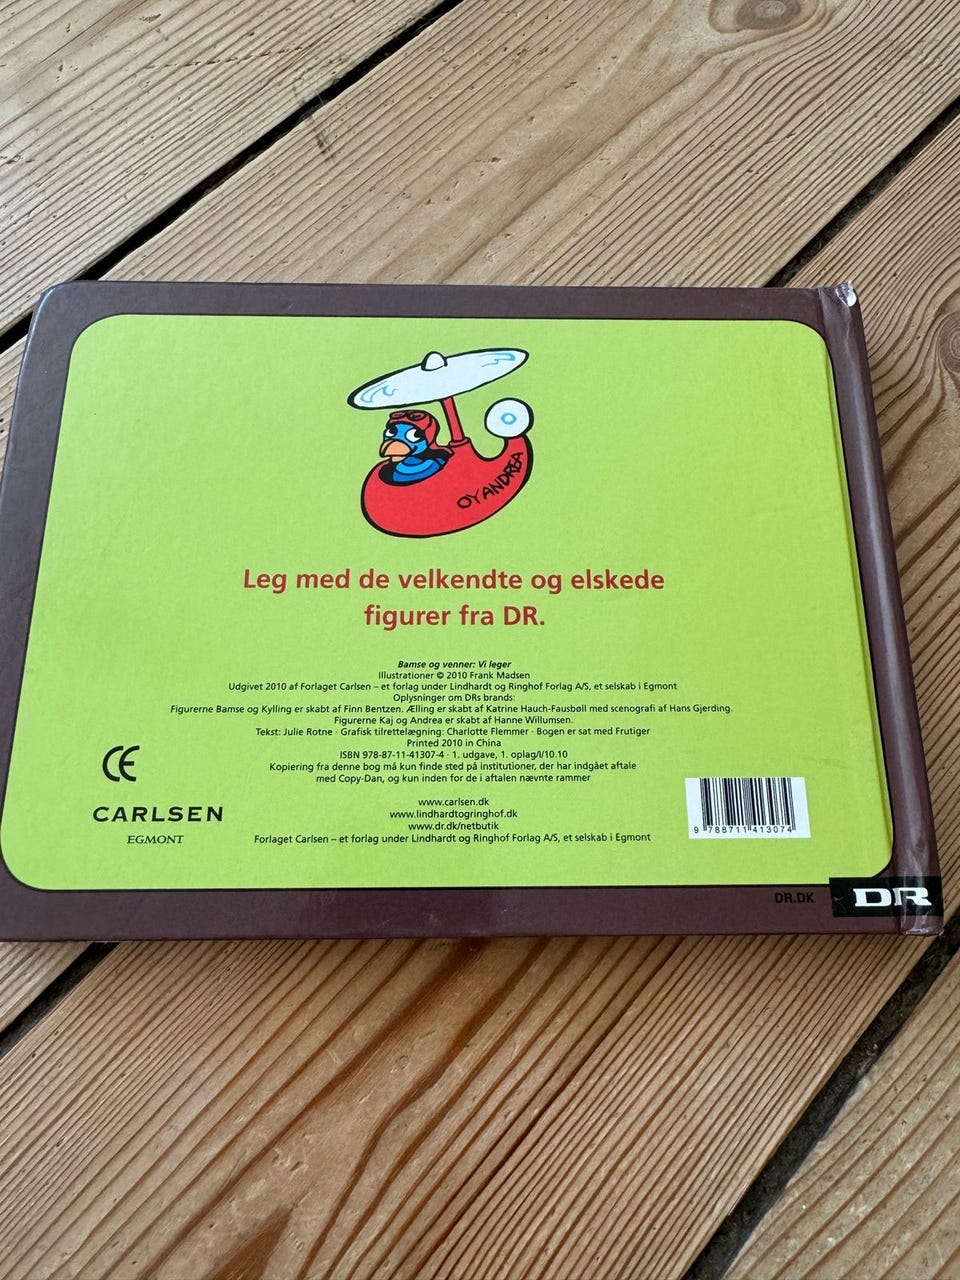 OY ANDREA
Leg med de velkendte og elskede
figurer fra DR.
Bamse og venner: Vi leger
Illustrationer © 2010 Frank Madsen
Udgivet 2010 af Forlaget Carlsen – et forlag under Lindhardt og Ringhof Forlag A/S, et selskab i Egmont
Oplysninger om DRs brands:
Figurerne Bamse og Kylling er skabt af Finn Bentzen. Ælling er skabt af Katrine Hauch-Fausbøll med scenografi af Hans Gjerding.
Figurerne Kaj og Andrea er skabt af Hanne Willumsen.
Tekst: Julie Rotne · Grafisk tilrettelægning: Charlotte Flemmer · Bogen er sat med Frutiger
Printed 2010 in China
ISBN 978-87-11-41307-4 · 1. udgave, 1. oplag/I/10.10
Kopiering fra denne bog må kun finde sted på institutioner, der har indgået aftale
med Copy-Dan, og kun inden for de i aftalen nævnte rammer
CE
CARLSEN
EGMONT
www.carlsen.dk
www.lindhardtogringhof.dk
www.dr.dk/netbutik
Forlaget Carlsen – et forlag under Lindhardt og Ringhof Forlag A/S, et selskab i Egmont
9 788711 413074
DR.DK
DR